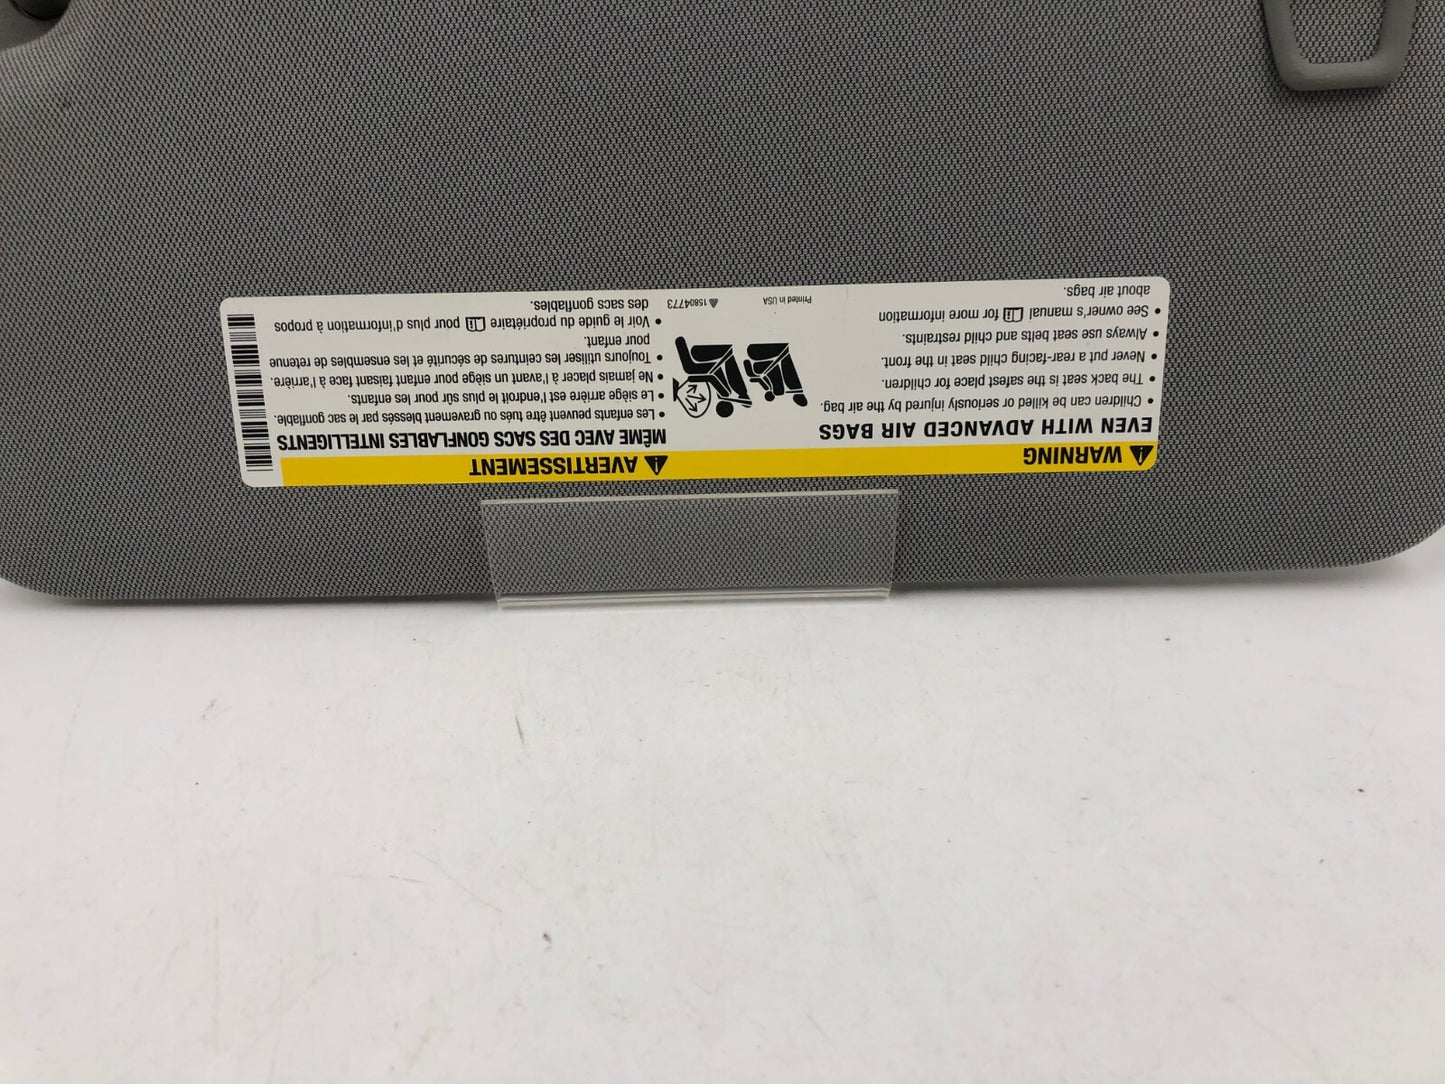 ⚠ WARNING
EVEN WITH ADVANCED AIR BAGS
• Children can be killed or seriously injured by the air bag.
• The back seat is the safest place for children.
• Never put a rear-facing child seat in the front.
• Always use seat belts and child restraints.
• See owner's manual for more information
about air bags.
Printed in USA
15804773
⚠ AVERTISSEMENT
MÊME AVEC DES SACS GONFLABLES INTELLIGENTS
• Les enfants peuvent être tués ou gravement blessés par le sac gonflable.
• Le siège arrière est l'endroit le plus sûr pour les enfants.
• Ne jamais placer à l'avant un siège pour enfant faisant face à l'arrière.
• Toujours utiliser les ceintures de sécurité et les ensembles de retenue
pour enfant.
• Voir le guide du propriétaire pour plus d'information à propos
des sacs gonflables.